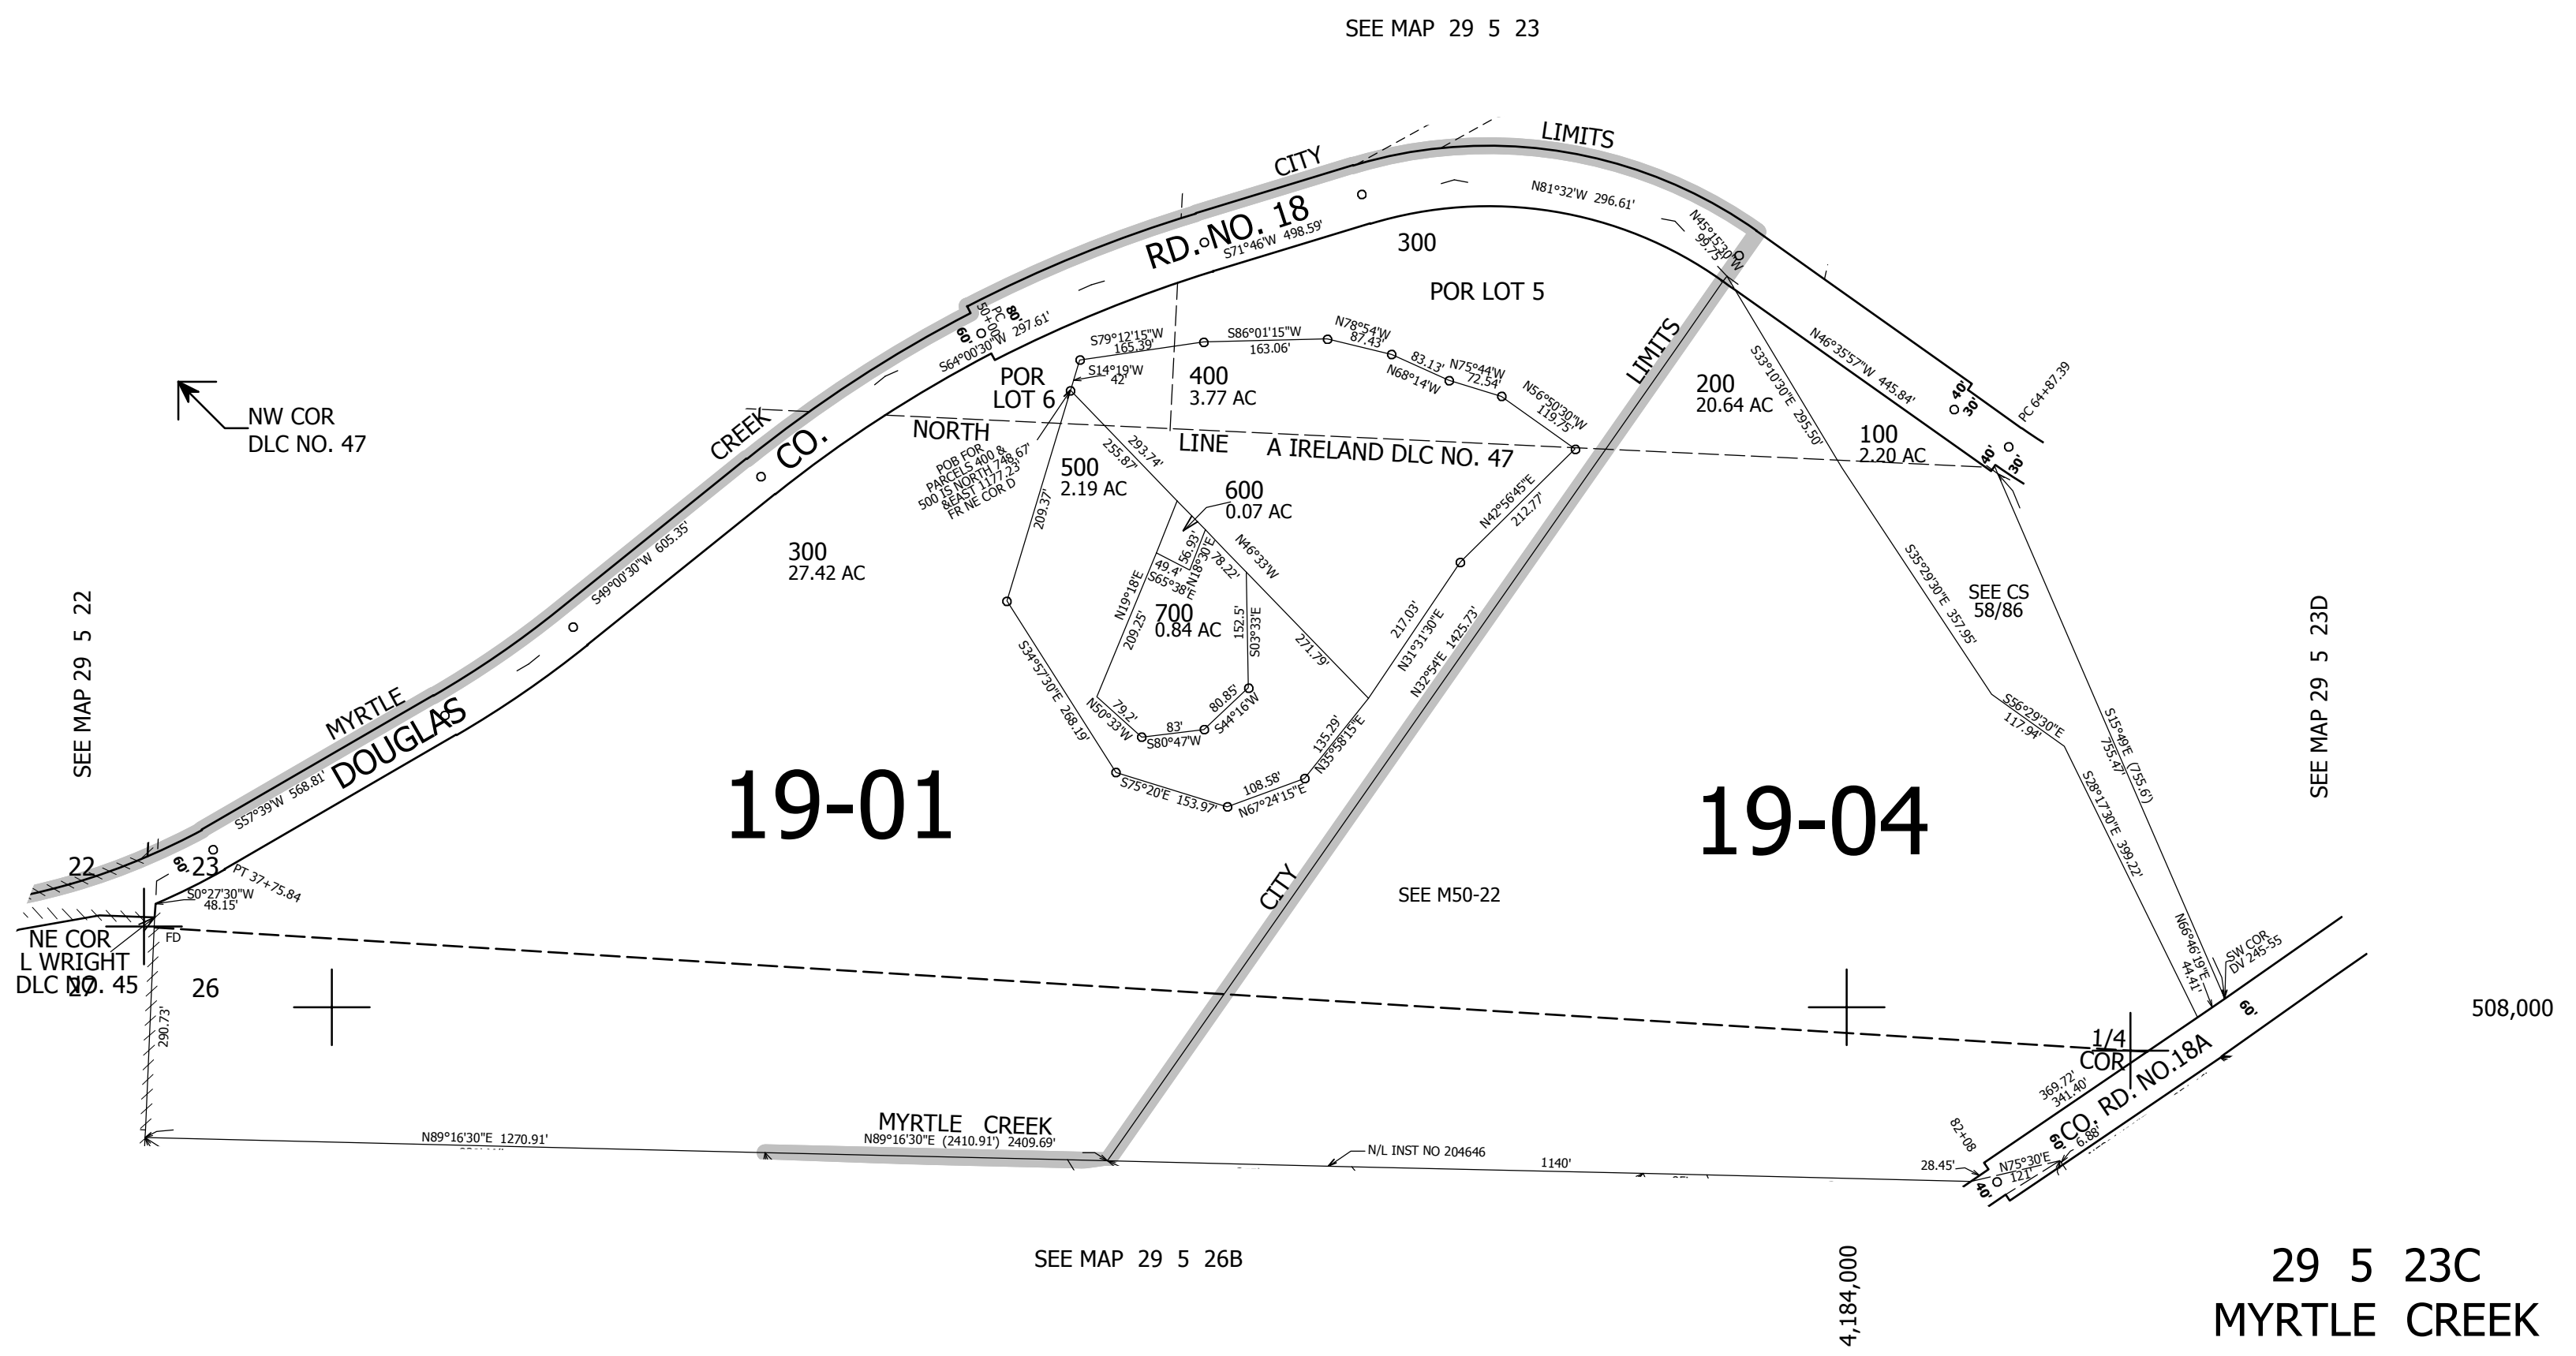 SEE MAP 29 5 23
CITY
LIMITS
RD. NO. 18
S71°46'W 498.59'
N81°32'W 296.61'
N45°15'30"W
99.75'
300
POR LOT 5
PC
50+00
80'
60'
S64°00'30"W 297.61'
S79°12'15"W
165.39'
S86°01'15"W
163.06'
N78°54'W
87.43'
83.13'
N68°14'W
N75°44'W
72.54'
N56°50'30"W
119.75'
S14°19'W
42'
POR
LOT 6
400
3.77 AC
LIMITS
200
20.64 AC
S33°10'30"E 295.50'
N46°35'57"W 445.84'
40'
30'
PC 64+87.39
100
2.20 AC
40'
30'
NW COR
DLC NO. 47
CREEK
CO.
NORTH
LINE
A IRELAND DLC NO. 47
POB FOR
PARCELS 400 &
500 IS NORTH 748.67'
&EAST 1177.23'
FR NE COR D
293.74'
255.87'
500
2.19 AC
209.37'
600
0.07 AC
N42°56'45"E
212.77'
300
27.42 AC
S49°00'30"W 605.35'
56.93'
N18°30'E
49.4'
S65°38'E
78.22'
N46°33'W
N19°18'E
209.25'
700
0.84 AC
152.5'
S03°33'E
271.79'
217.03'
N31°31'30"E
N32°54'E 1425.73'
S35°29'30"E 357.95'
SEE CS
58/86
SEE MAP 29 5 22
SEE MAP 29 5 23D
MYRTLE
DOUGLAS
S57°39'W 568.81'
S34°57'30"E 268.19'
79.2'
N50°33'W
83'
S80°47'W
80.85'
S44°16'W
135.29'
N35°58'15"E
S75°20'E 153.97'
108.58'
N67°24'15"E
S56°29'30"E
117.94'
S15°49'E (755.6')
755.47'
S28°17'30"E 399.22'
19-01
19-04
22
23
60'
PT 37+75.84
S0°27'30"W
48.15'
CITY
SEE M50-22
N66°46'19"E
44.41'
SW COR
DV 245-55
NE COR
L WRIGHT
DLC NO. 45
FD
27
26
290.73'
60'
508,000
1/4
COR
CO. RD. NO.18A
369.72'
341.40'
MYRTLE CREEK
N89°16'30"E 1270.91'
N89°16'30"E (2410.91') 2409.69'
N/L INST NO 204646
1140'
82+08
28.45'
N75°30'E
121'
40'
60'
6.88'
SEE MAP 29 5 26B
4,184,000
29 5 23C
MYRTLE CREEK